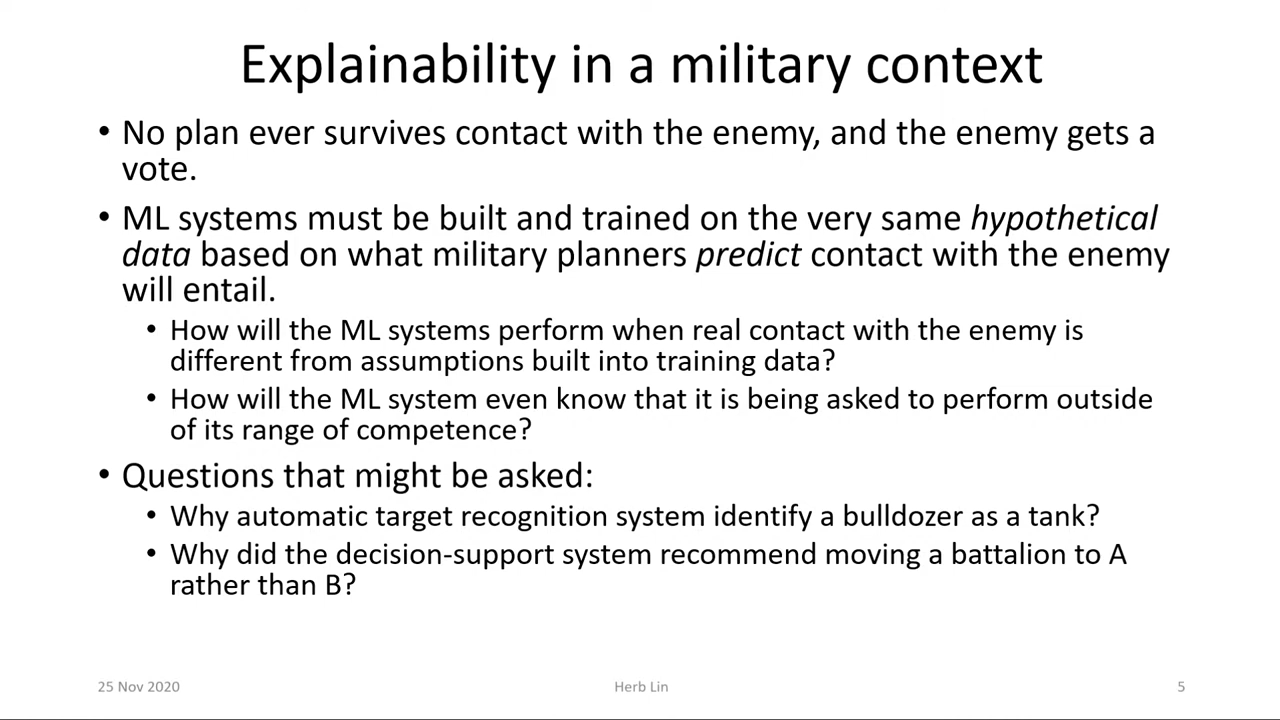 Explainability in a military context
• No plan ever survives contact with the enemy, and the enemy gets a
vote.
• ML systems must be built and trained on the very same hypothetical
data based on what military planners predict contact with the enemy
will entail.
• How will the ML systems perform when real contact with the enemy is
different from assumptions built into training data?
• How will the ML system even know that it is being asked to perform outside
of its range of competence?
• Questions that might be asked:
• Why automatic target recognition system identify a bulldozer as a tank?
• Why did the decision-support system recommend moving a battalion to A
rather than B?
25 Nov 2020
Herb Lin
5